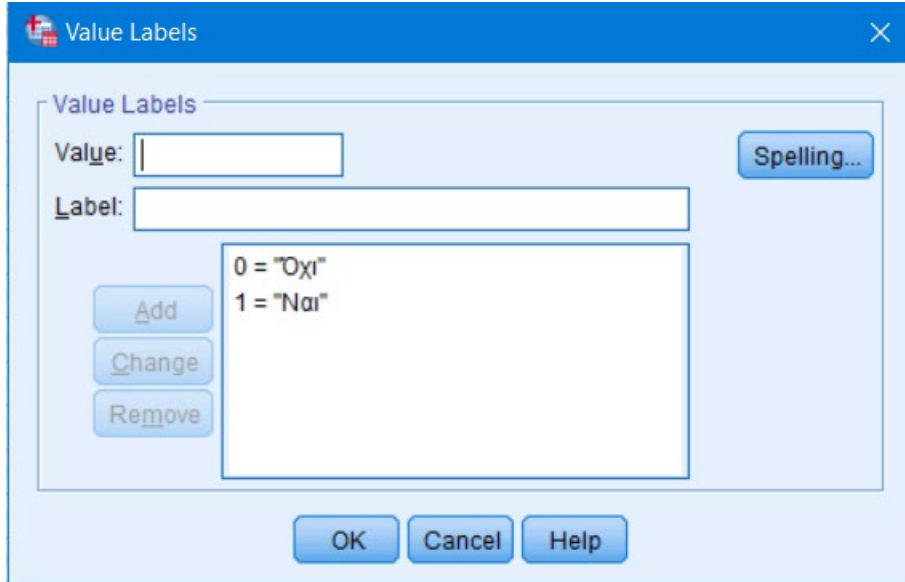 Value Labels
Value Labels
Value:
Spelling...
Label:
0 = "Όχι"
1 = "Ναι"
Add
Change
Remove
OK Cancel Help